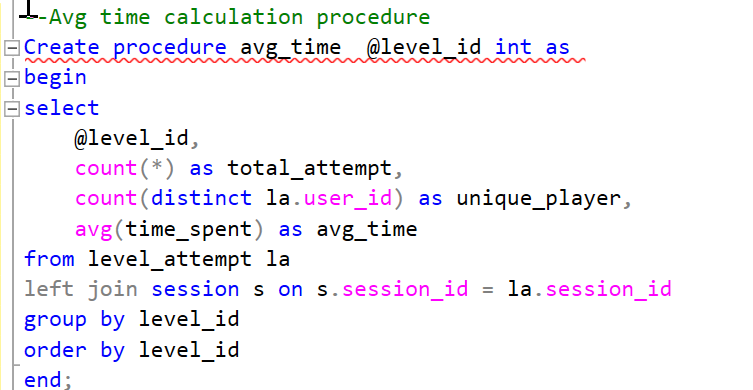 --Avg time calculation procedure
Create procedure avg_time  @level_id int as
begin
select
    @level_id,
    count(*) as total_attempt,
    count(distinct la.user_id) as unique_player,
    avg(time_spent) as avg_time
from level_attempt la
left join session s on s.session_id = la.session_id
group by level_id
order by level_id
end;